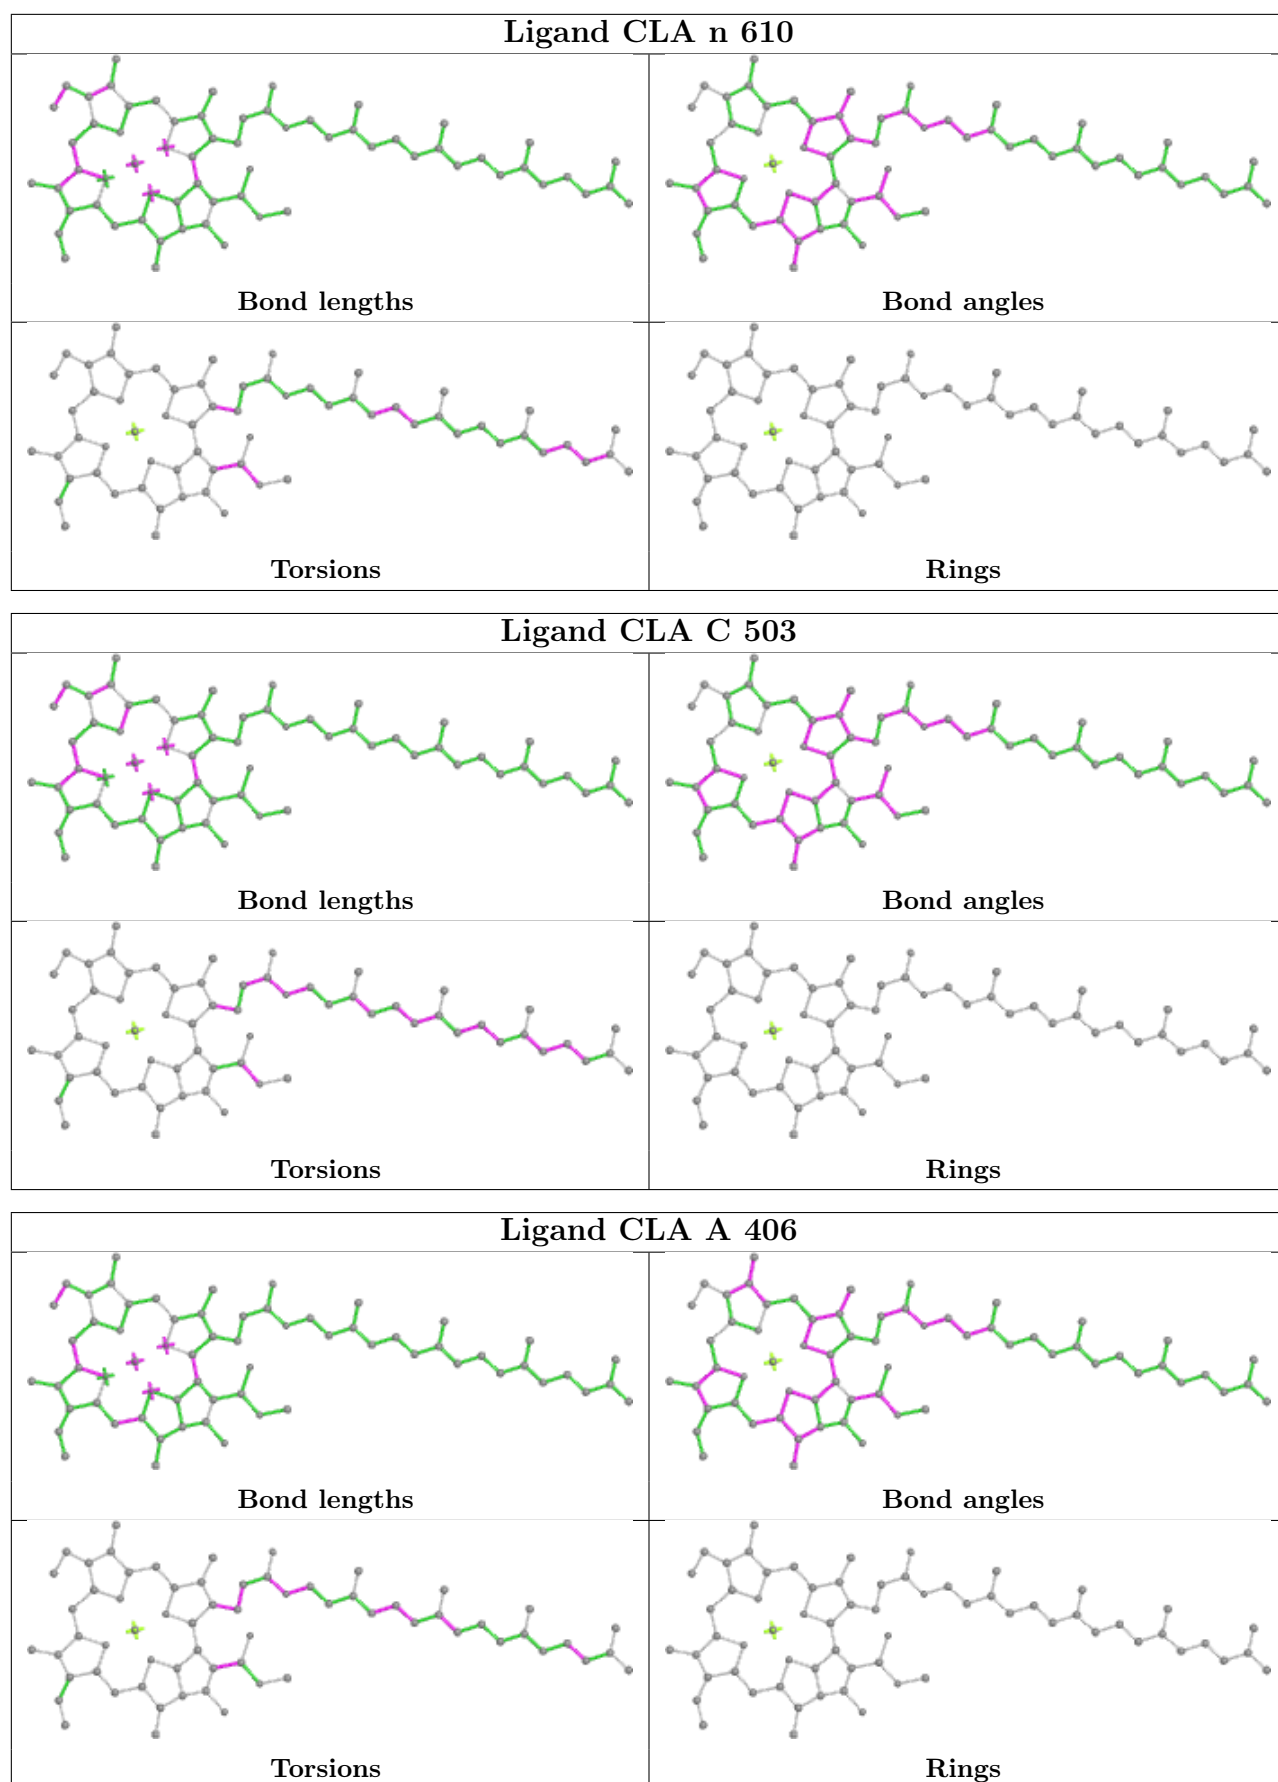 Ligand CLA n 610
Bond lengths
Bond angles
Torsions
Rings
Ligand CLA C 503
Bond lengths
Bond angles
Torsions
Rings
Ligand CLA A 406
Bond lengths
Bond angles
Torsions
Rings